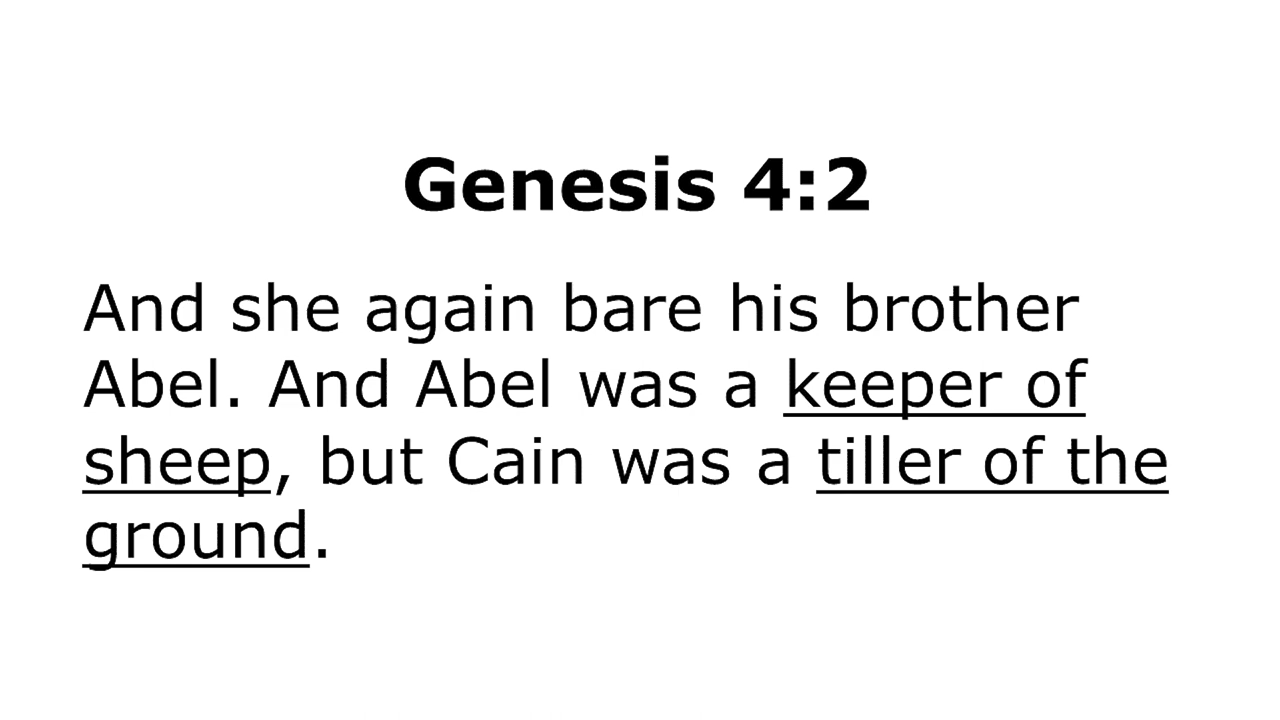 Genesis 4:2
And she again bare his brother
Abel. And Abel was a keeper of
sheep, but Cain was a tiller of the
ground.